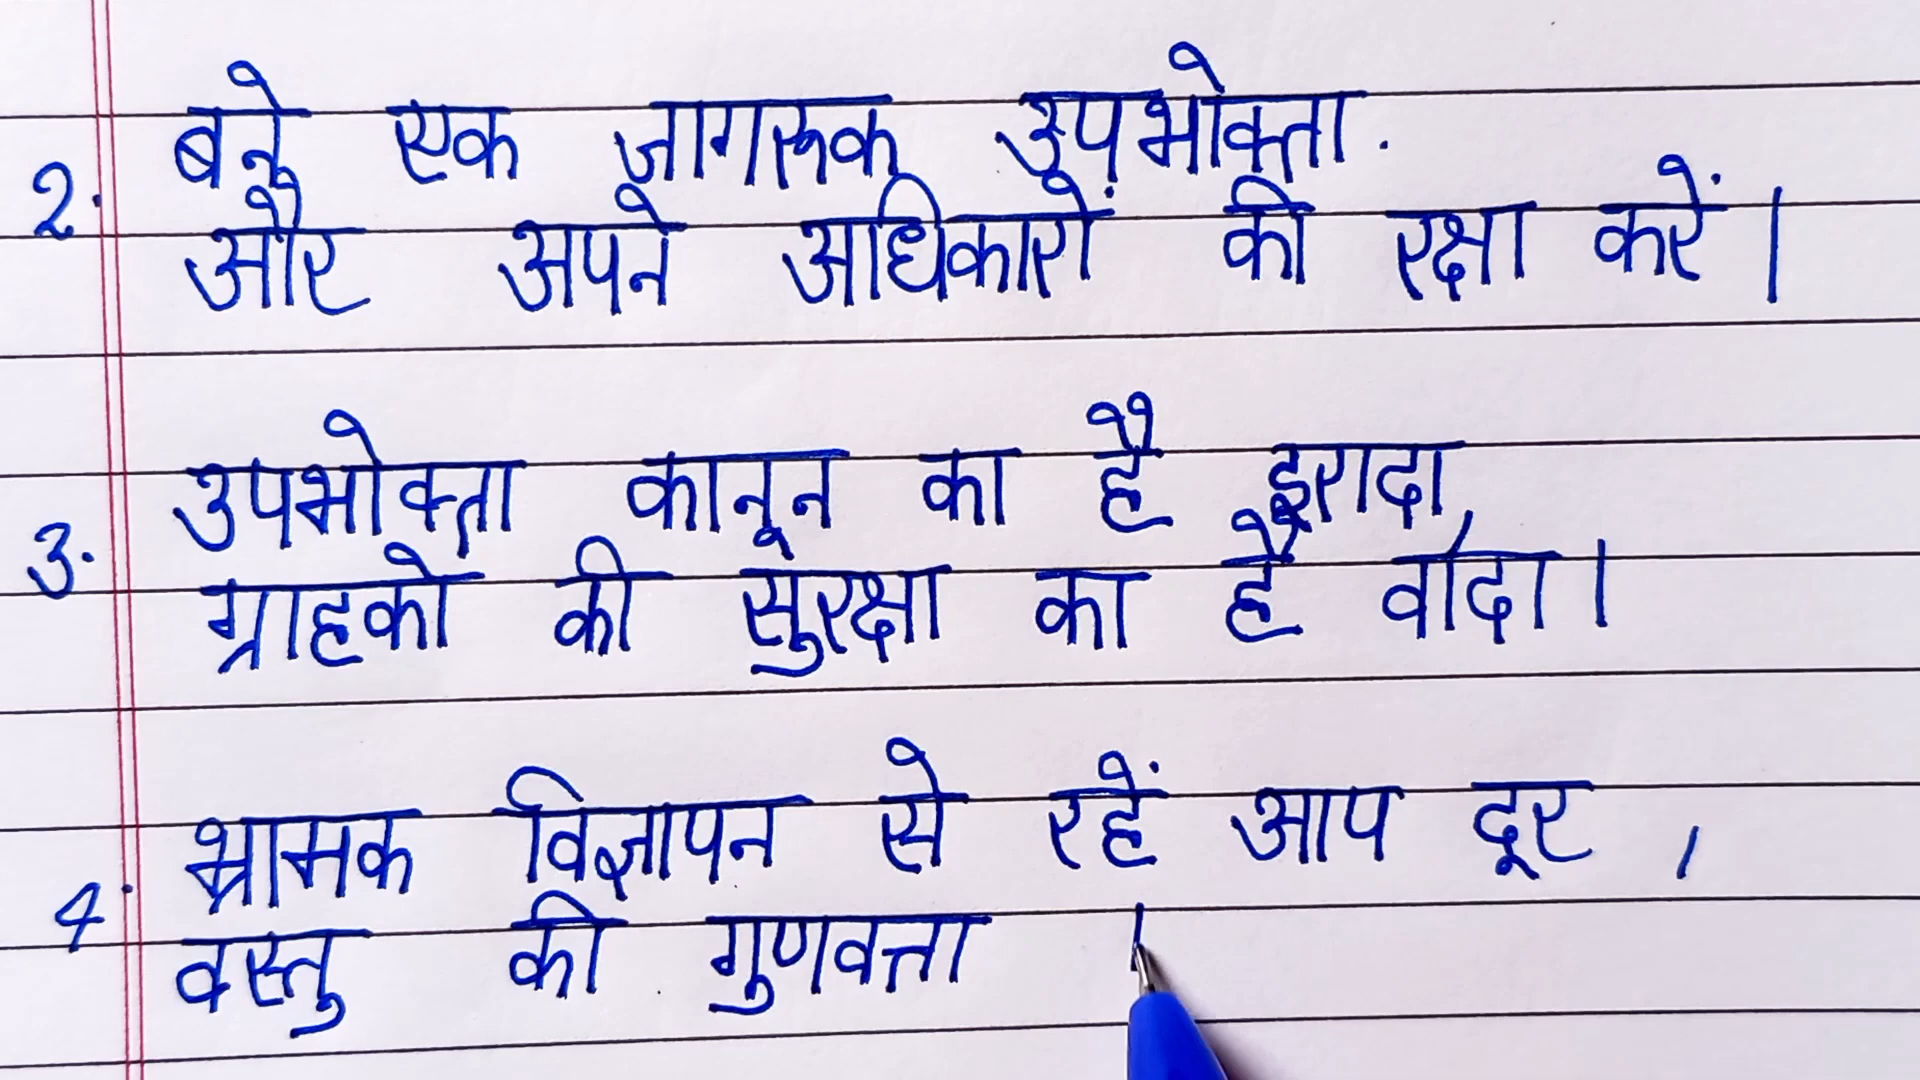 2. बने एक जागरूक उपभोक्ता.
और अपने अधिकारों की रक्षा करें।
3. उपभोक्ता कानून का है इरादा,
ग्राहको की सुरक्षा का है वादा।
4. भ्रामक विज्ञापन से रहें आप दूर ,
वस्तु की गुणवत्ता